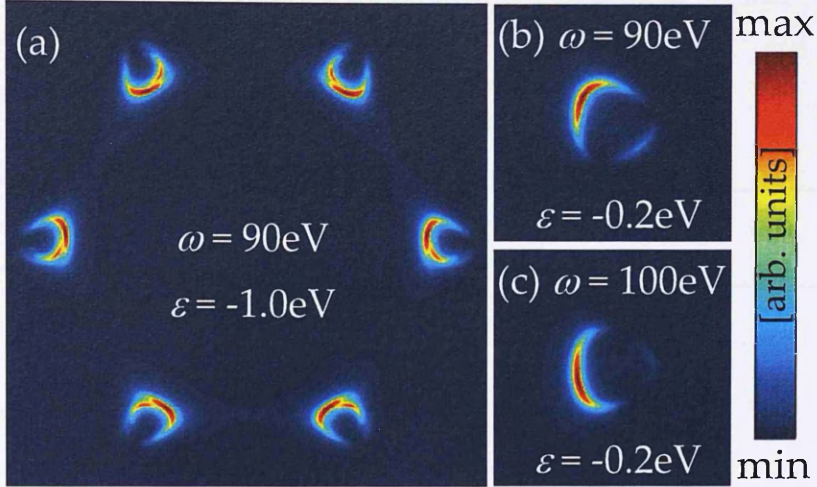 (a)
ω = 90eV
ε = -1.0eV
(b) ω = 90eV
ε = -0.2eV
(c) ω = 100eV
ε = -0.2eV
max
[arb. units]
min